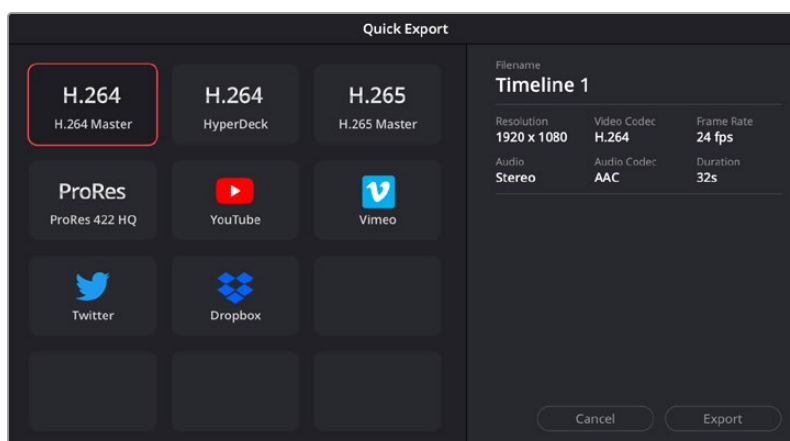 Quick Export
H.264
H.264 Master
H.264
HyperDeck
H.265
H.265 Master
ProRes
ProRes 422 HQ
YouTube
Vimeo
Twitter
Dropbox
Filename
Timeline 1
Resolution Video Codec Frame Rate
1920 x 1080 H.264 24 fps
Audio Audio Codec Duration
Stereo AAC 32s
Cancel Export